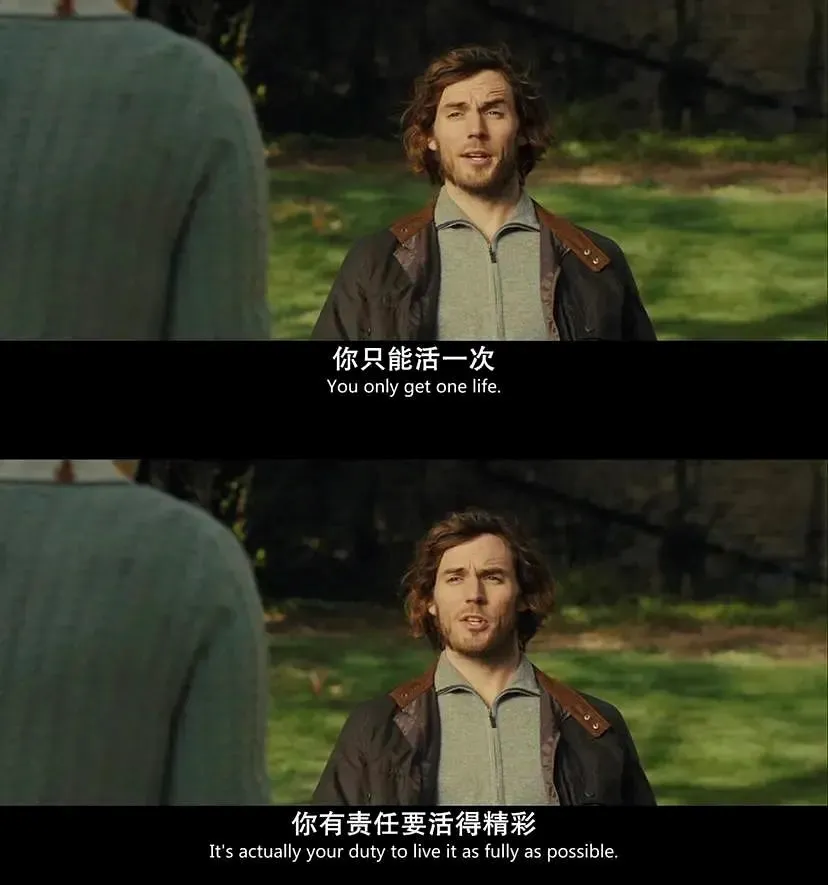 你只能活一次
You only get one life.
你有责任要活得精彩
It's actually your duty to live it as fully as possible.